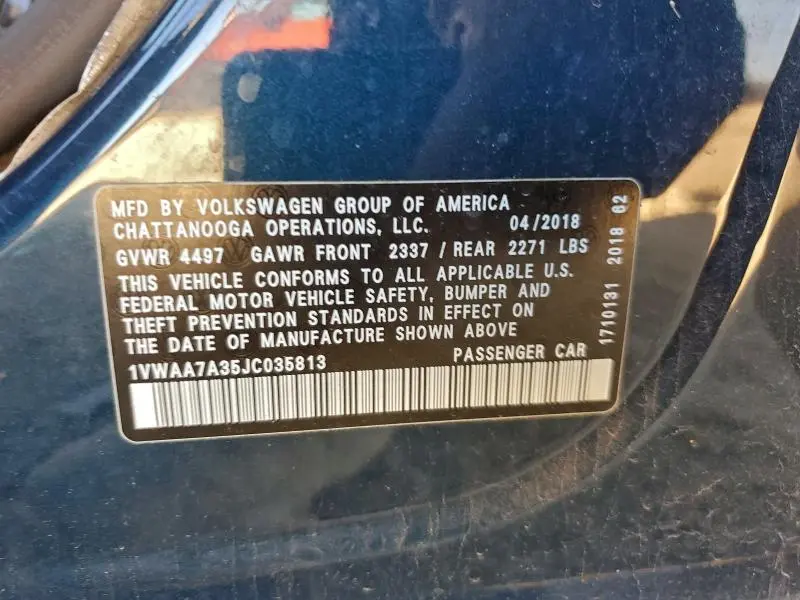 MFD BY VOLKSWAGEN GROUP OF AMERICA
CHATTANOOGA OPERATIONS, LLC. 04/2018
GVWR 4497 GAWR FRONT 2337 / REAR 2271 LBS
THIS VEHICLE CONFORMS TO ALL APPLICABLE U.S.
FEDERAL MOTOR VEHICLE SAFETY, BUMPER AND
THEFT PREVENTION STANDARDS IN EFFECT ON
THE DATE OF MANUFACTURE SHOWN ABOVE
1VWAA7A35JC035813 PASSENGER CAR
1710131 2018 62